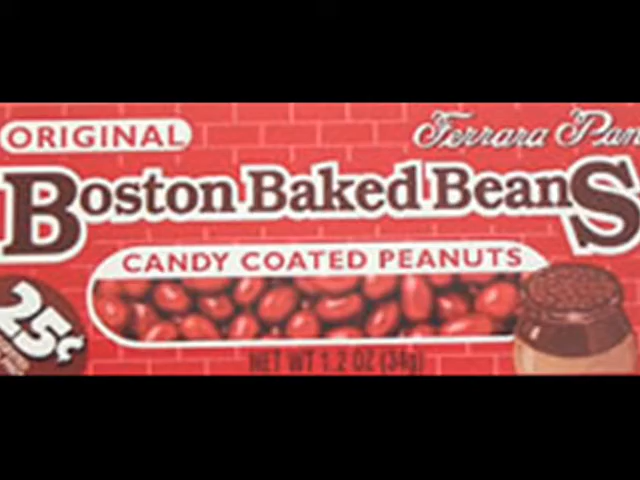 ORIGINAL
Ferrara Pan
Boston Baked BeanS
CANDY COATED PEANUTS
25¢
NET WT 1.2 OZ (34g)